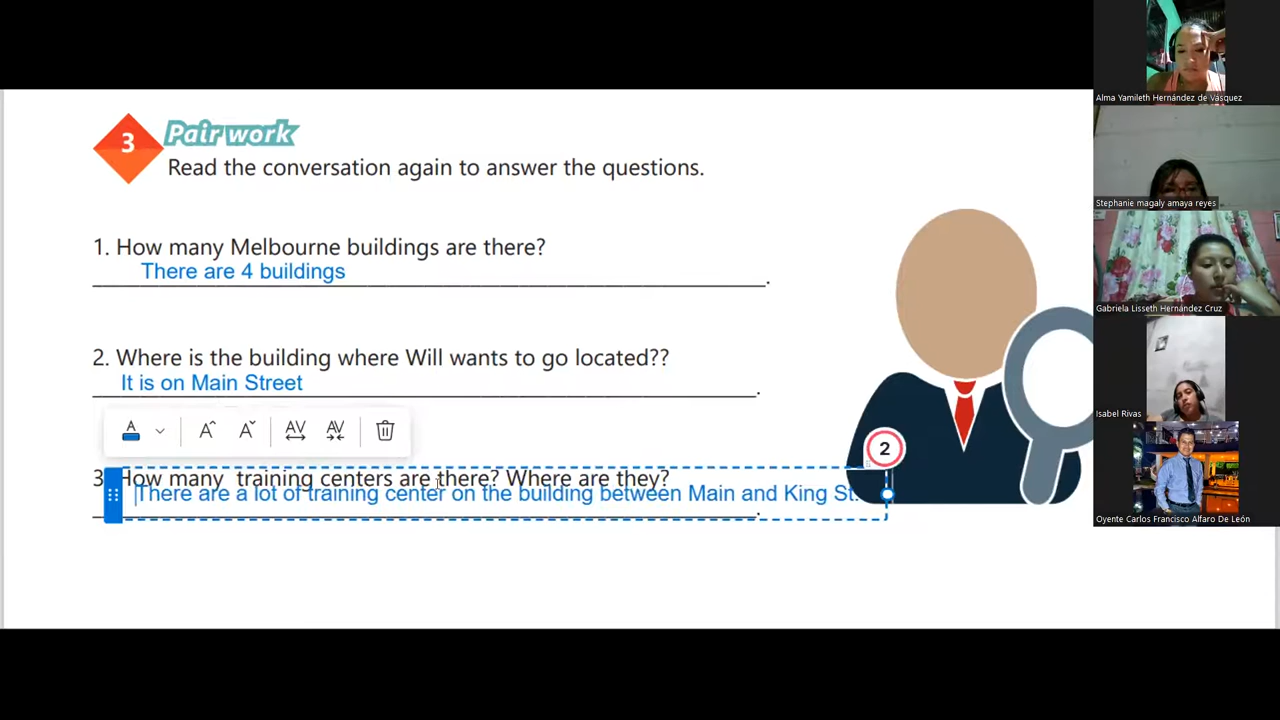 3
Pair work
Read the conversation again to answer the questions.
1. How many Melbourne buildings are there?
There are 4 buildings
2. Where is the building where Will wants to go located??
It is on Main Street
3. How many training centers are there? Where are they?
There are a lot of training center on the building between Main and King St.
2
Alma Yamileth Hernández de Vásquez
Stephanie magaly amaya reyes
Gabriela Lisseth Hernández Cruz
Isabel Rivas
Oyente Carlos Francisco Alfaro De León